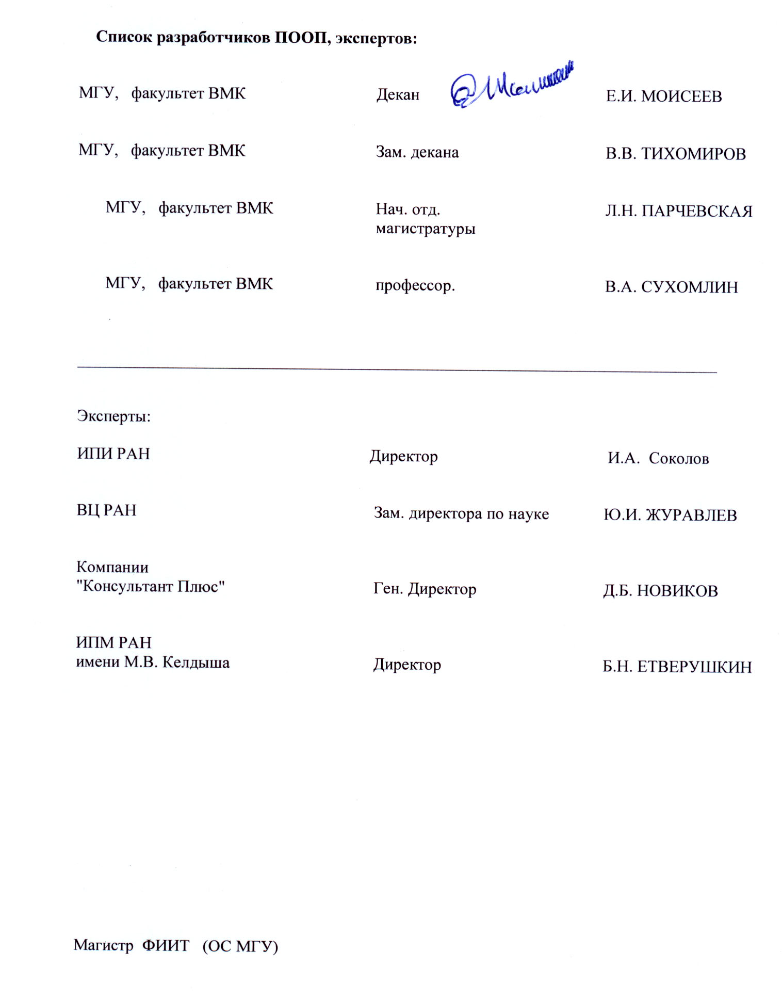 Список разработчиков ПООП, экспертов:
МГУ, факультет ВМК Декан Е.И. МОИСЕЕВ
МГУ, факультет ВМК Зам. декана В.В. ТИХОМИРОВ
МГУ, факультет ВМК Нач. отд. Л.Н. ПАРЧЕВСКАЯ
магистратуры
МГУ, факультет ВМК профессор. В.А. СУХОМЛИН
Эксперты:
ИПИ РАН Директор И.А. Соколов
ВЦ РАН Зам. директора по науке Ю.И. ЖУРАВЛЕВ
Компании
"Консультант Плюс" Ген. Директор Д.Б. НОВИКОВ
ИПМ РАН
имени М.В. Келдыша Директор Б.Н. ЕТВЕРУШКИН
Магистр ФИИТ (ОС МГУ)